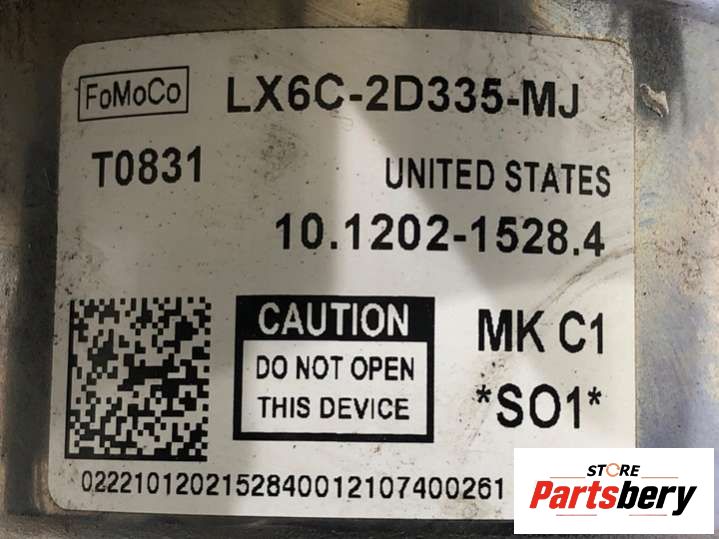 FoMoCo LX6C-2D335-MJ
T0831 UNITED STATES
10.1202-1528.4
CAUTION
DO NOT OPEN
THIS DEVICE
MK C1
*SO1*
0222101202152840012107400261
STORE
Partsbery